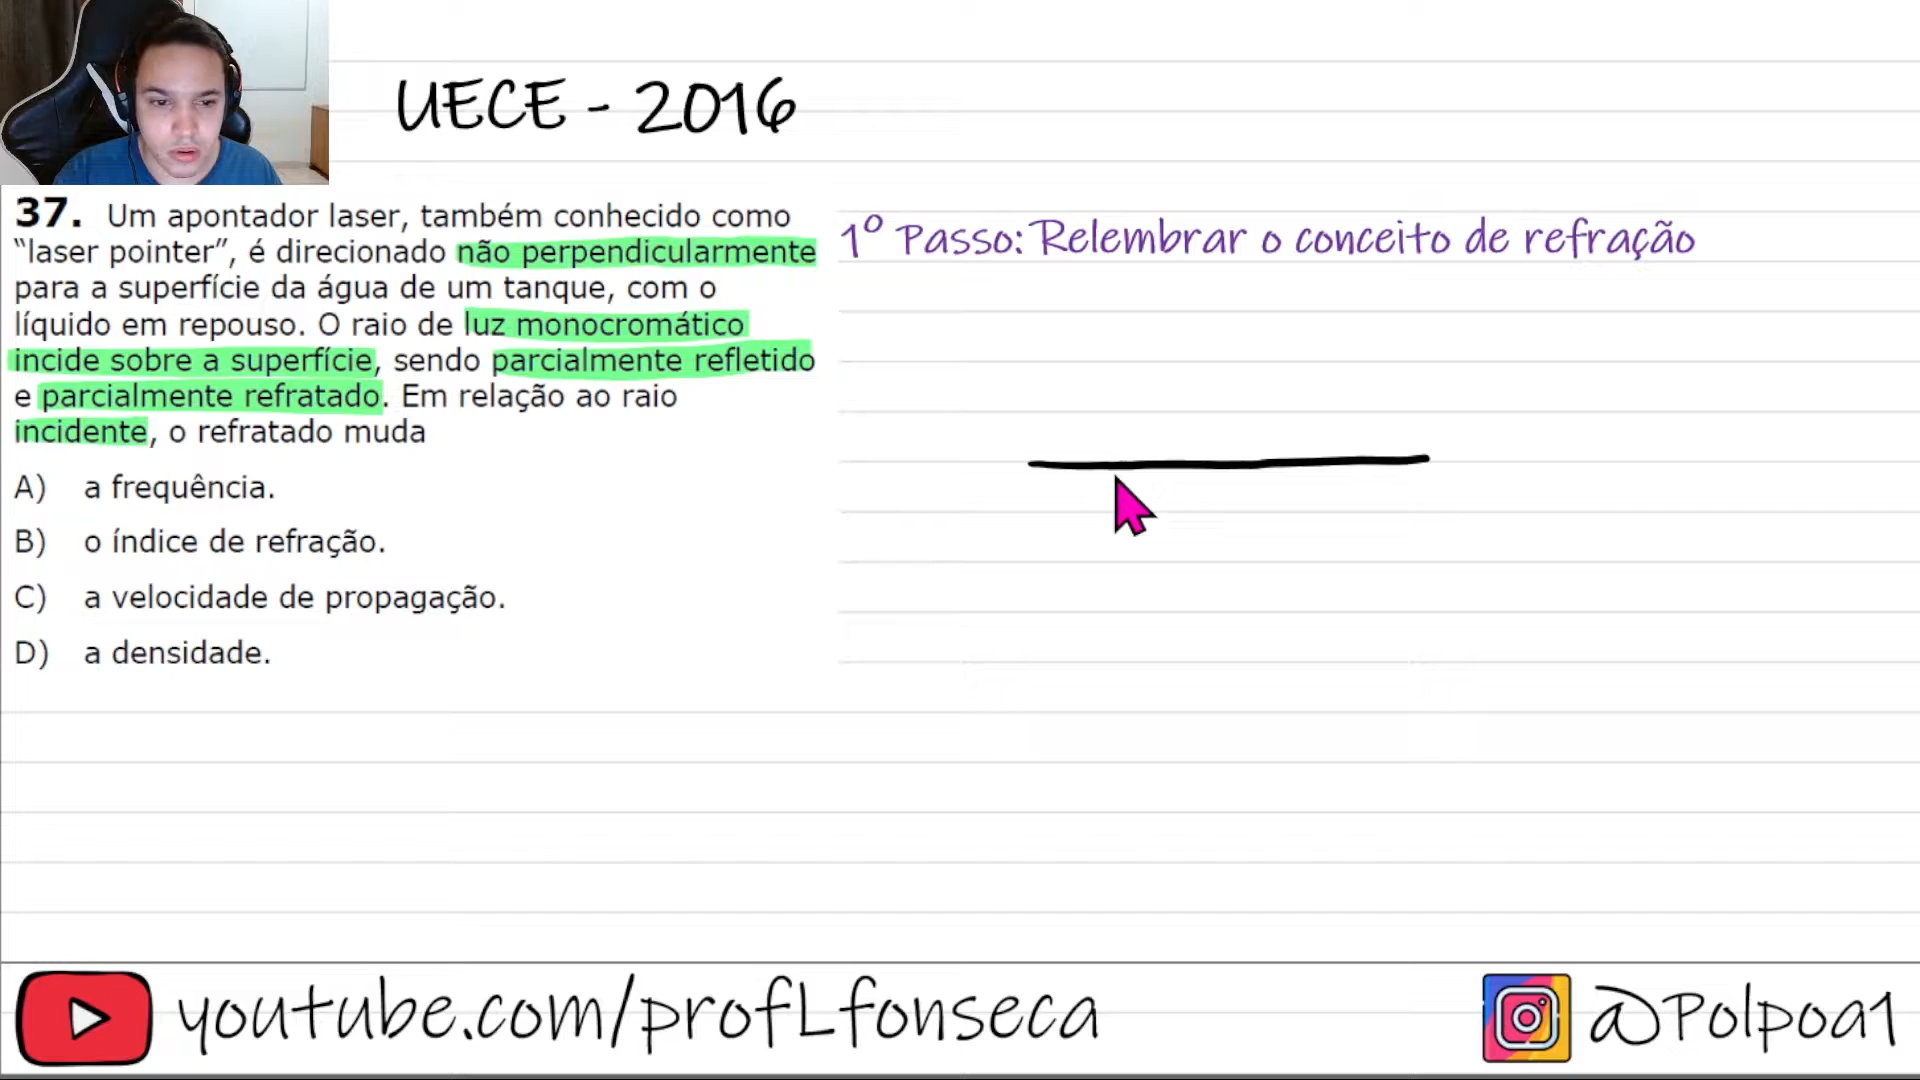 UECE - 2016
37. Um apontador laser, também conhecido como
“laser pointer”, é direcionado não perpendicularmente
para a superfície da água de um tanque, com o
líquido em repouso. O raio de luz monocromático
incide sobre a superfície, sendo parcialmente refletido
e parcialmente refratado. Em relação ao raio
incidente, o refratado muda
A) a frequência.
B) o índice de refração.
C) a velocidade de propagação.
D) a densidade.
1º Passo: Relembrar o conceito de refração
youtube.com/profLfonseca
@Polpoa1